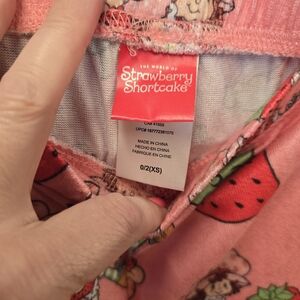 THE WORLD OF
Strawberry
Shortcake
MADE IN CHINA
HECHO EN CHINA
FABRIQUÉ EN CHINE
0/2(XS)